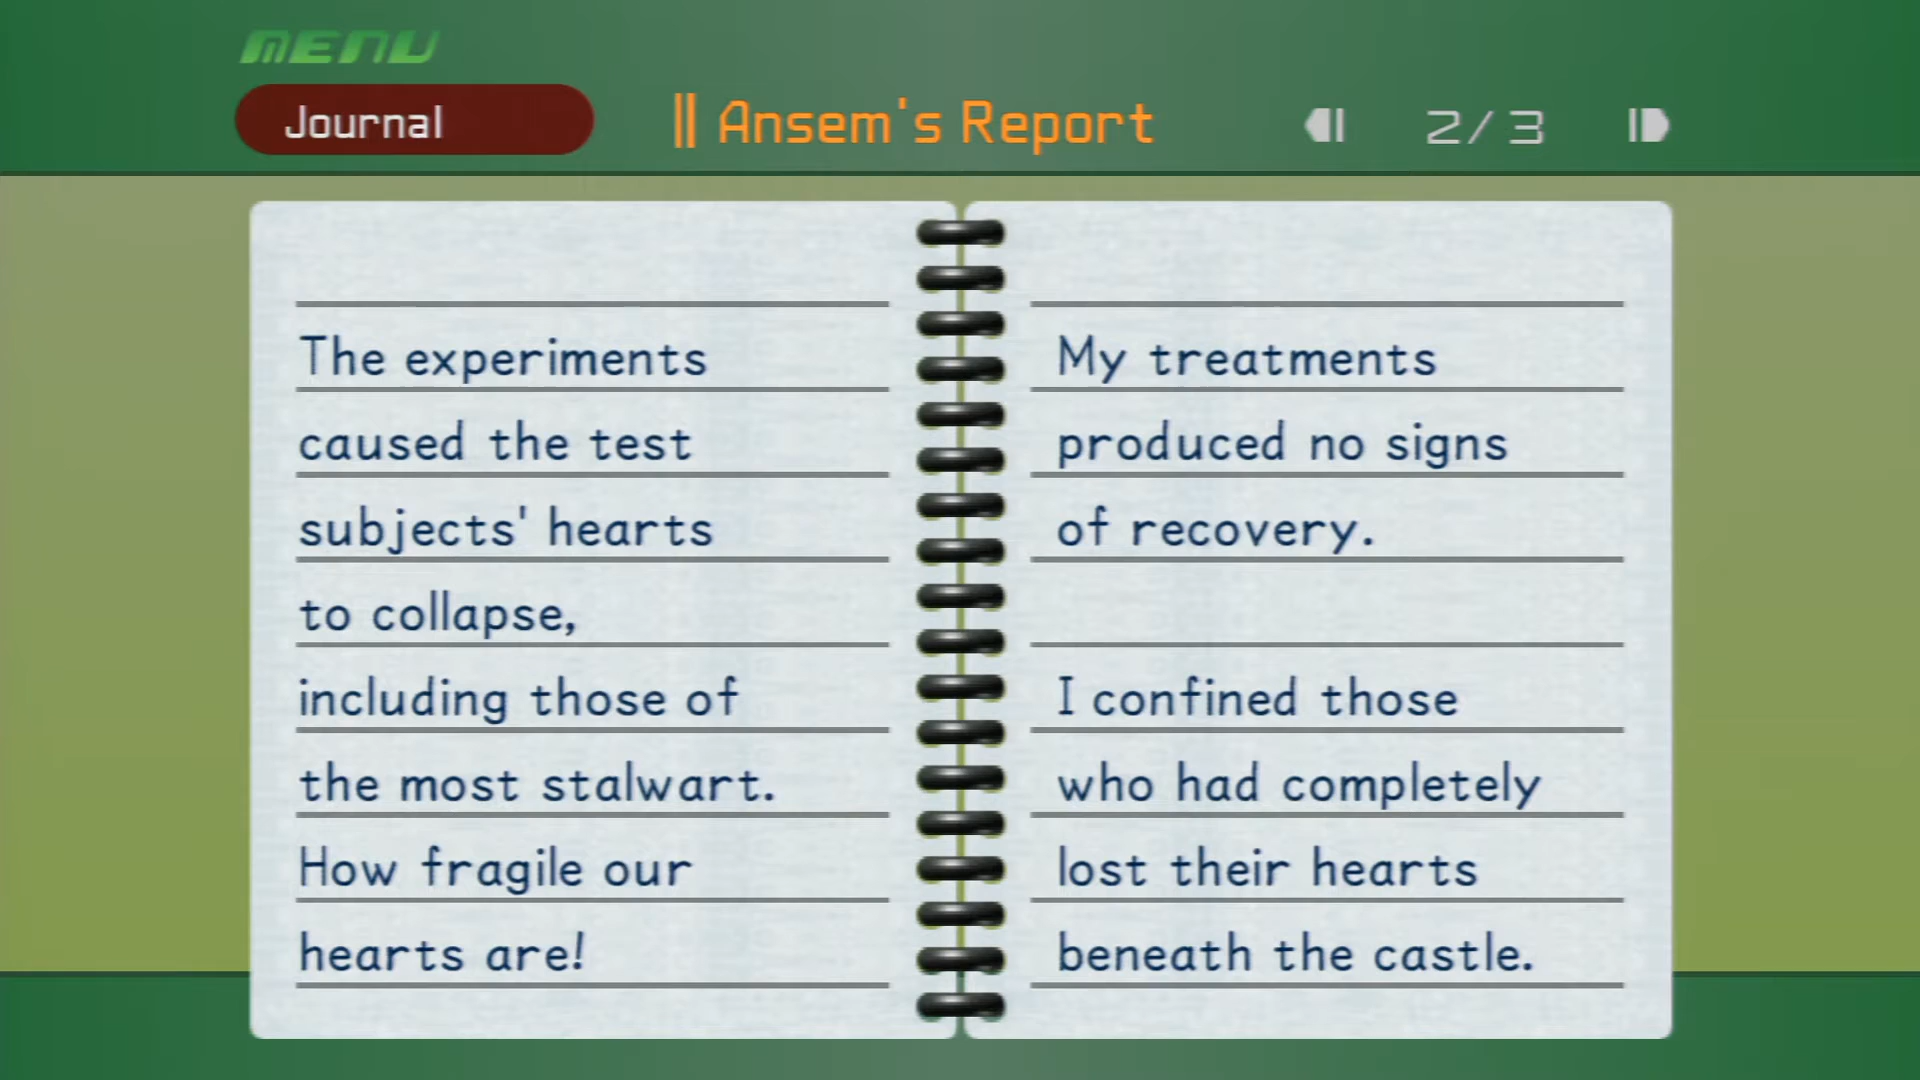 MENU
Journal
Ansem's Report
2/3
The experiments
caused the test
subjects' hearts
to collapse,
including those of
the most stalwart.
How fragile our
hearts are!
My treatments
produced no signs
of recovery.
I confined those
who had completely
lost their hearts
beneath the castle.